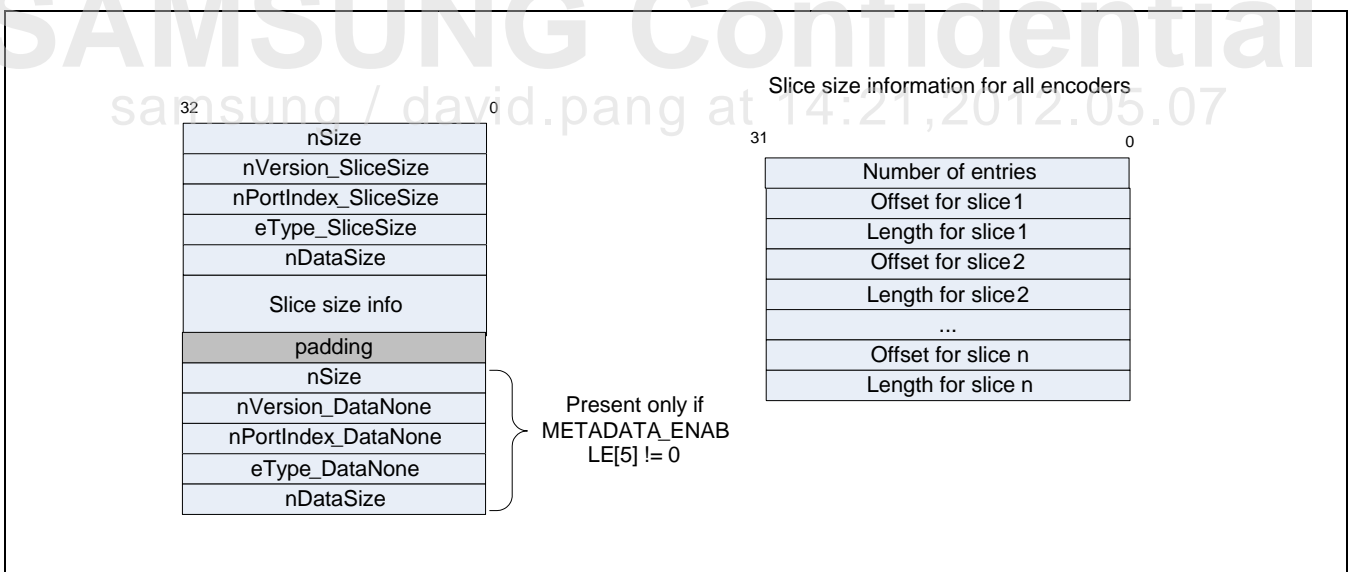 SAMSUNG Confidential
samsung / david.pang at 14:21,2012.05.07
32 0
nSize
nVersion_SliceSize
nPortIndex_SliceSize
eType_SliceSize
nDataSize
Slice size info
padding
nSize
nVersion_DataNone
nPortIndex_DataNone
eType_DataNone
nDataSize
Present only if
METADATA_ENAB
LE[5] != 0
Slice size information for all encoders
31 0
Number of entries
Offset for slice1
Length for slice1
Offset for slice2
Length for slice2
...
Offset for slice n
Length for slice n